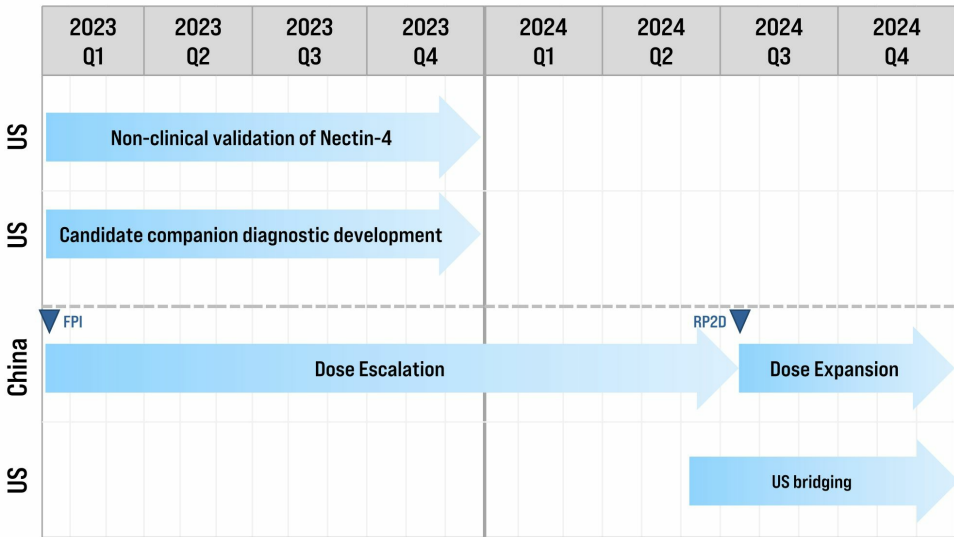 2023 Q1
2023 Q2
2023 Q3
2023 Q4
2024 Q1
2024 Q2
2024 Q3
2024 Q4
US
Non-clinical validation of Nectin-4
US
Candidate companion diagnostic development
FPI
RP2D
China
Dose Escalation
Dose Expansion
US
US bridging